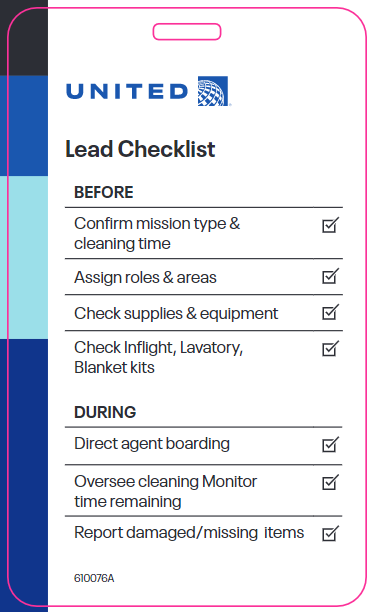 UNITED
Lead Checklist
BEFORE
Confirm mission type &
cleaning time
Assign roles & areas
Check supplies & equipment
Check Inflight, Lavatory,
Blanket kits
DURING
Direct agent boarding
Oversee cleaning Monitor
time remaining
Report damaged/missing  items
610076A